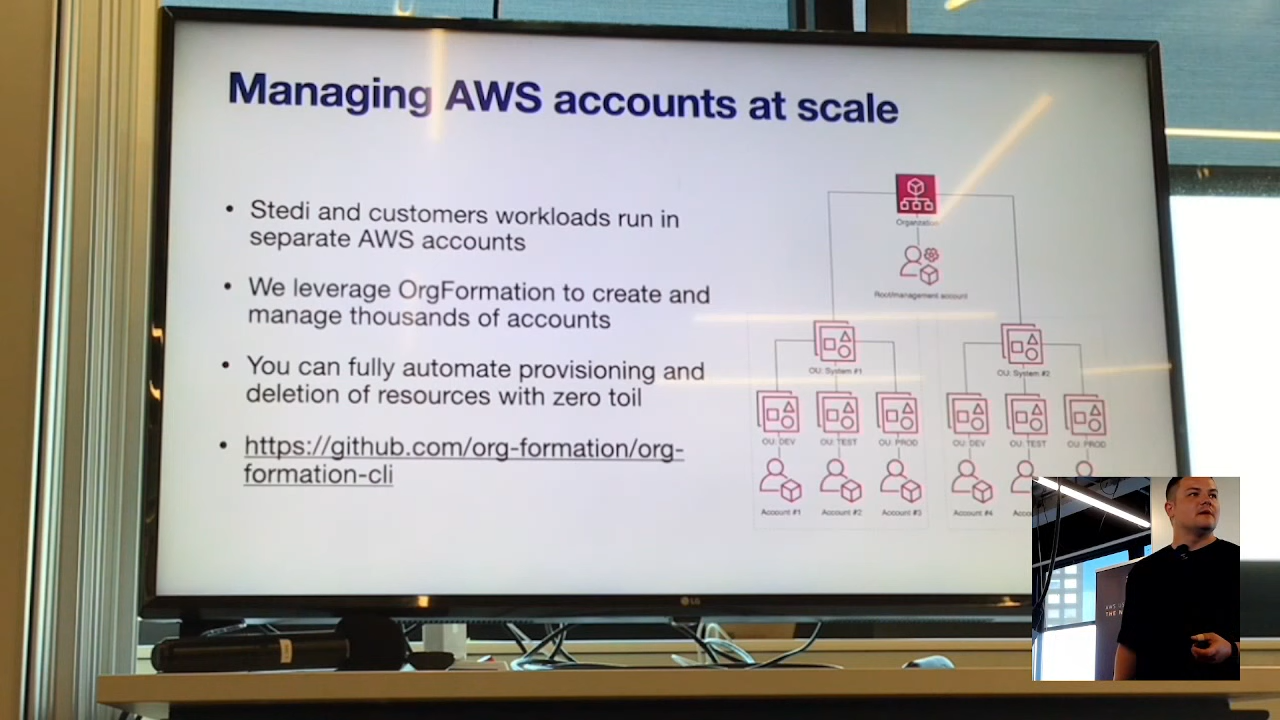 Managing AWS accounts at scale
• Stedi and customers workloads run in
separate AWS accounts
• We leverage OrgFormation to create and
manage thousands of accounts
• You can fully automate provisioning and
deletion of resources with zero toil
• https://github.com/org-formation/org-
formation-cli
Organization
Root/management account
OU: System #1
OU: System #2
OU: DEV
OU: TEST
OU: PROD
OU: DEV
OU: TEST
OU: PROD
Account #1
Account #2
Account #3
Account #4
LG
AWS
THE